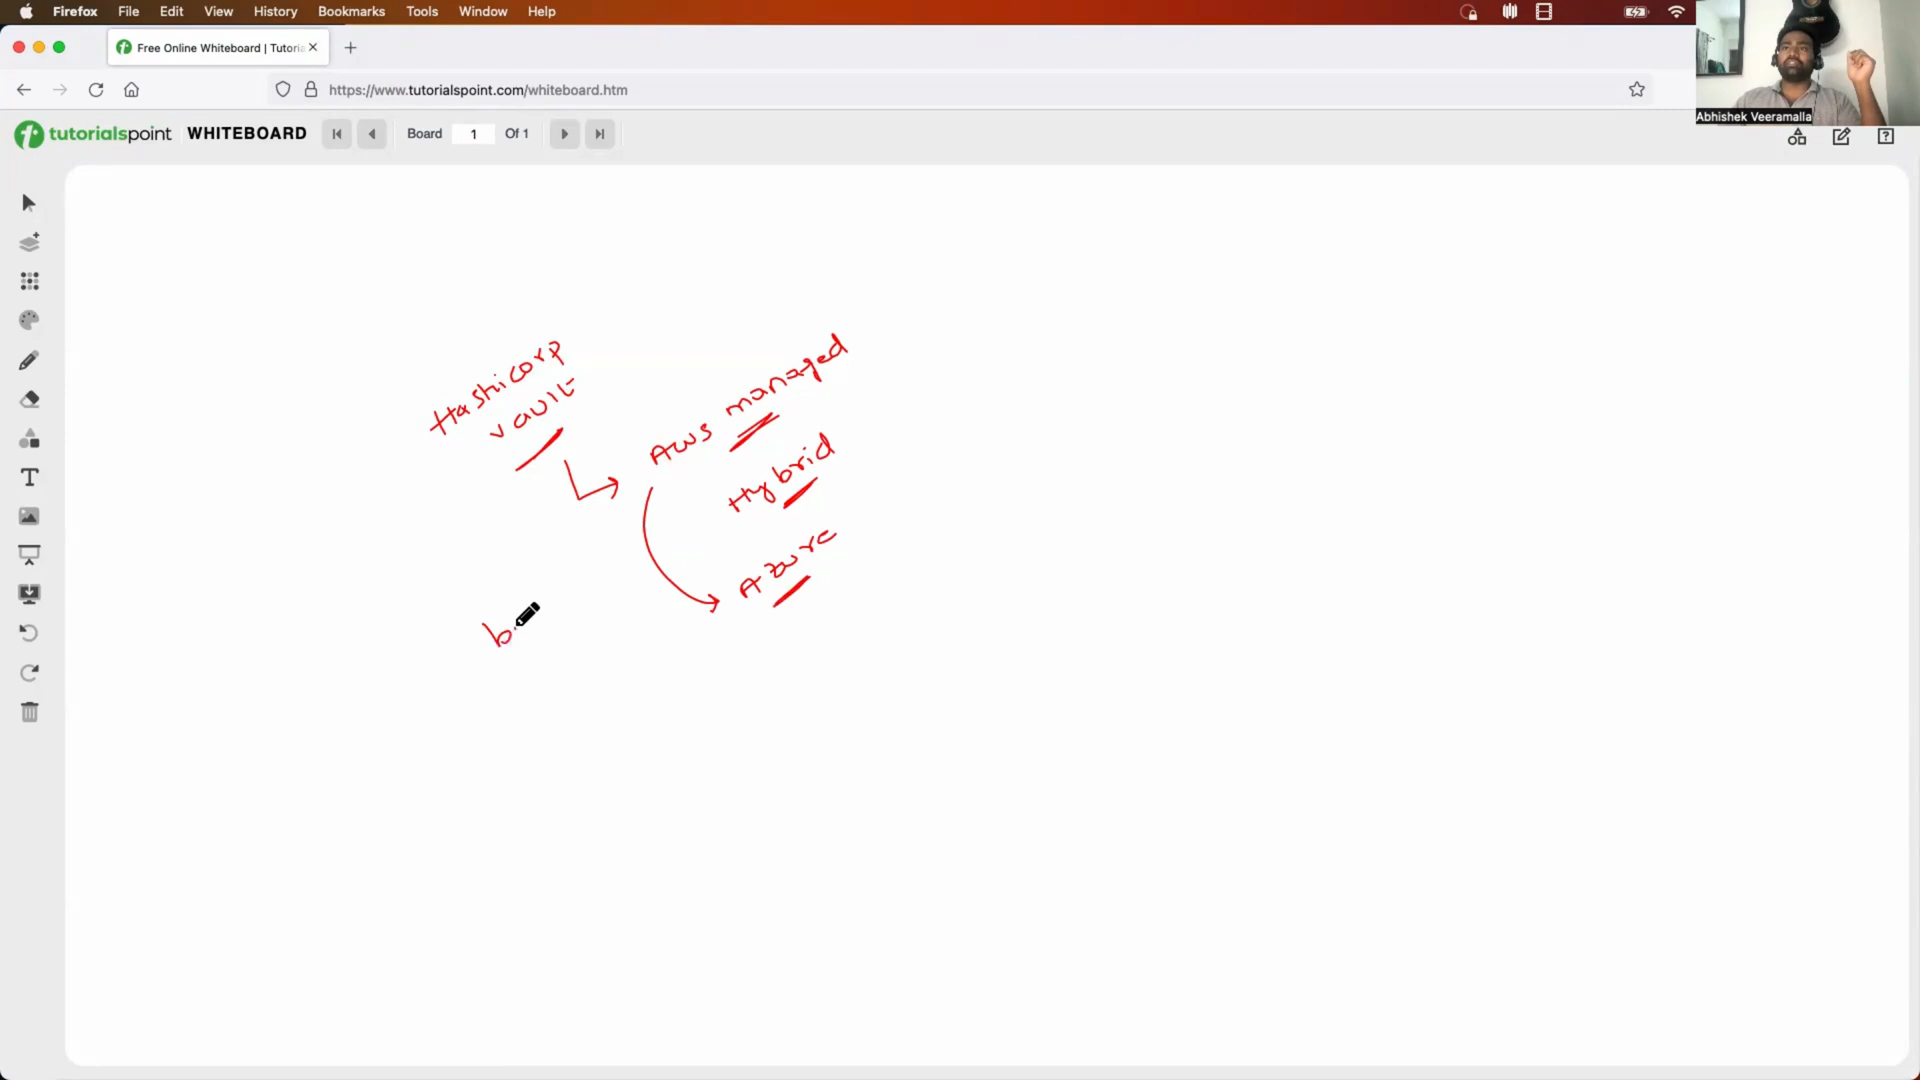 Firefox File Edit View History Bookmarks Tools Window Help
Free Online Whiteboard | Tutoria
https://www.tutorialspoint.com/whiteboard.htm
Abhishek Veeramalla
tutorialspoint WHITEBOARD Board 1 Of 1
Hashicorp
vault
AWS managed
Hybrid
Azure
b